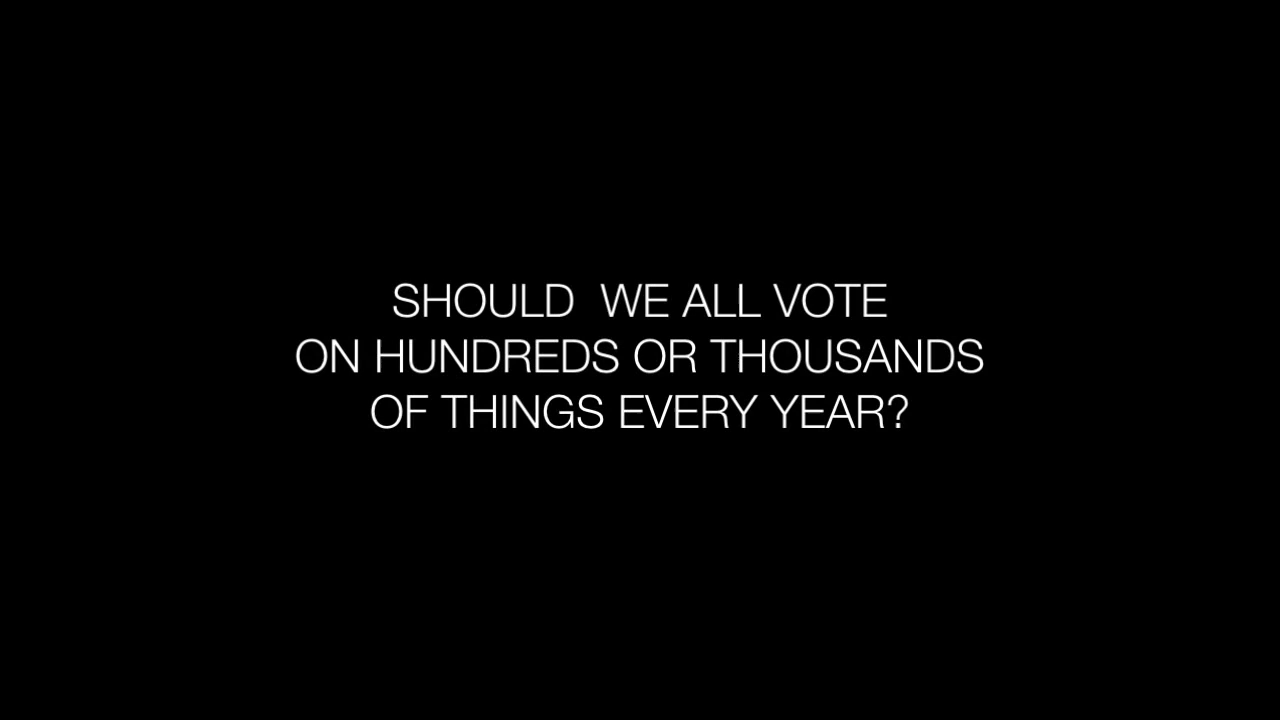 SHOULD  WE ALL VOTE
ON HUNDREDS OR THOUSANDS
OF THINGS EVERY YEAR?